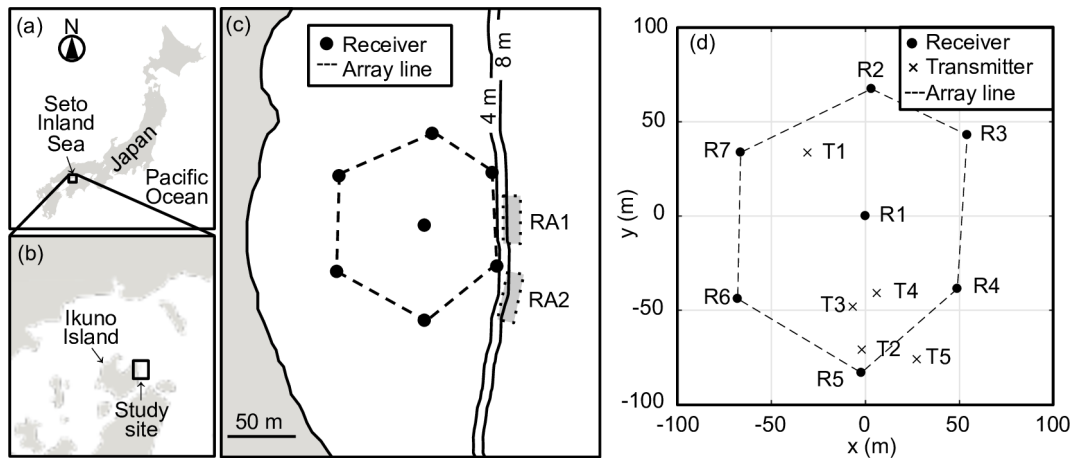 (a)
N
Seto
Inland
Sea
Japan
Pacific
Ocean
(b)
Ikuno
Island
Study
site
(c)
Receiver
Array line
8 m
4 m
RA1
RA2
50 m
(d)
Receiver
Transmitter
Array line
R2
R3
R7
T1
R1
R6
T3
T4
R4
T2
T5
R5
100
50
0
-50
-100
y (m)
-100
-50
0
50
100
x (m)